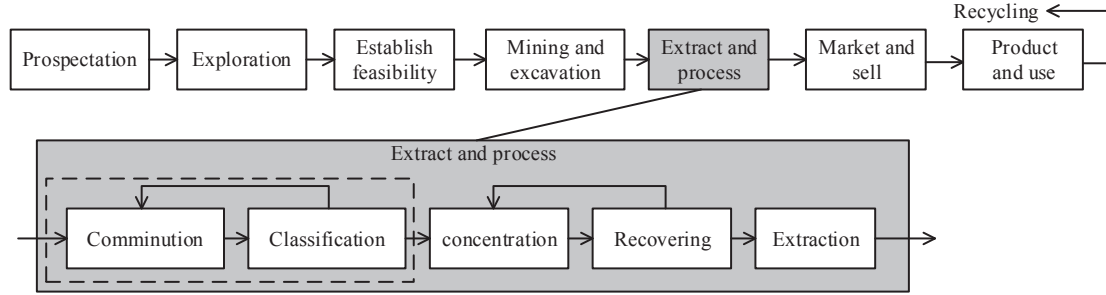 Recycling
Prospectation
Exploration
Establish
feasibility
Mining and
excavation
Extract and
process
Market and
sell
Product
and use
Extract and process
Comminution
Classification
concentration
Recovering
Extraction